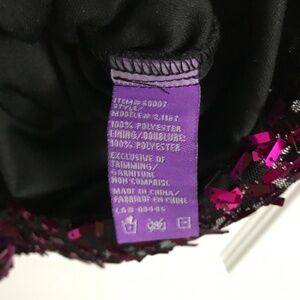 ITEM# 60007
STYLE/
MODELE# 2.1167
100% POLYESTER
LINING/DOUBLURE:
100% POLYESTER
EXCLUSIVE OF
TRIMMING/
GARNITURE
NON COMPRISE
MADE IN CHINA/
FABRIQUE EN CHINE